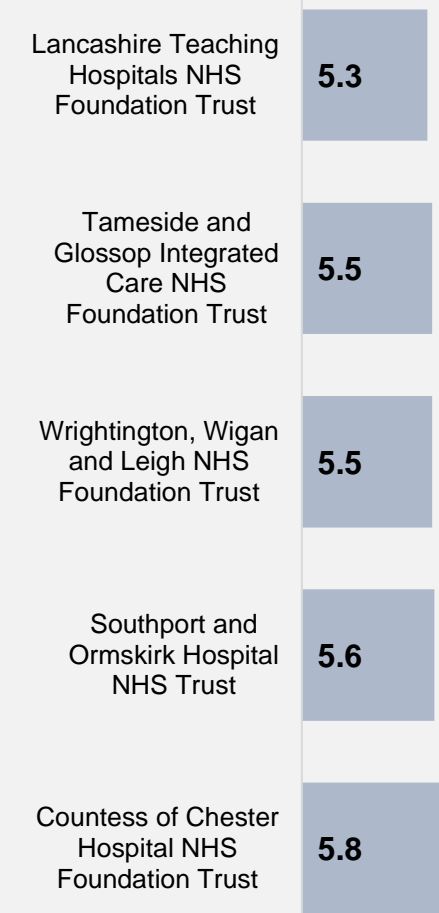 Lancashire Teaching
Hospitals NHS
Foundation Trust
5.3
Tameside and
Glossop Integrated
Care NHS
Foundation Trust
5.5
Wrightington, Wigan
and Leigh NHS
Foundation Trust
5.5
Southport and
Ormskirk Hospital
NHS Trust
5.6
Countess of Chester
Hospital NHS
Foundation Trust
5.8